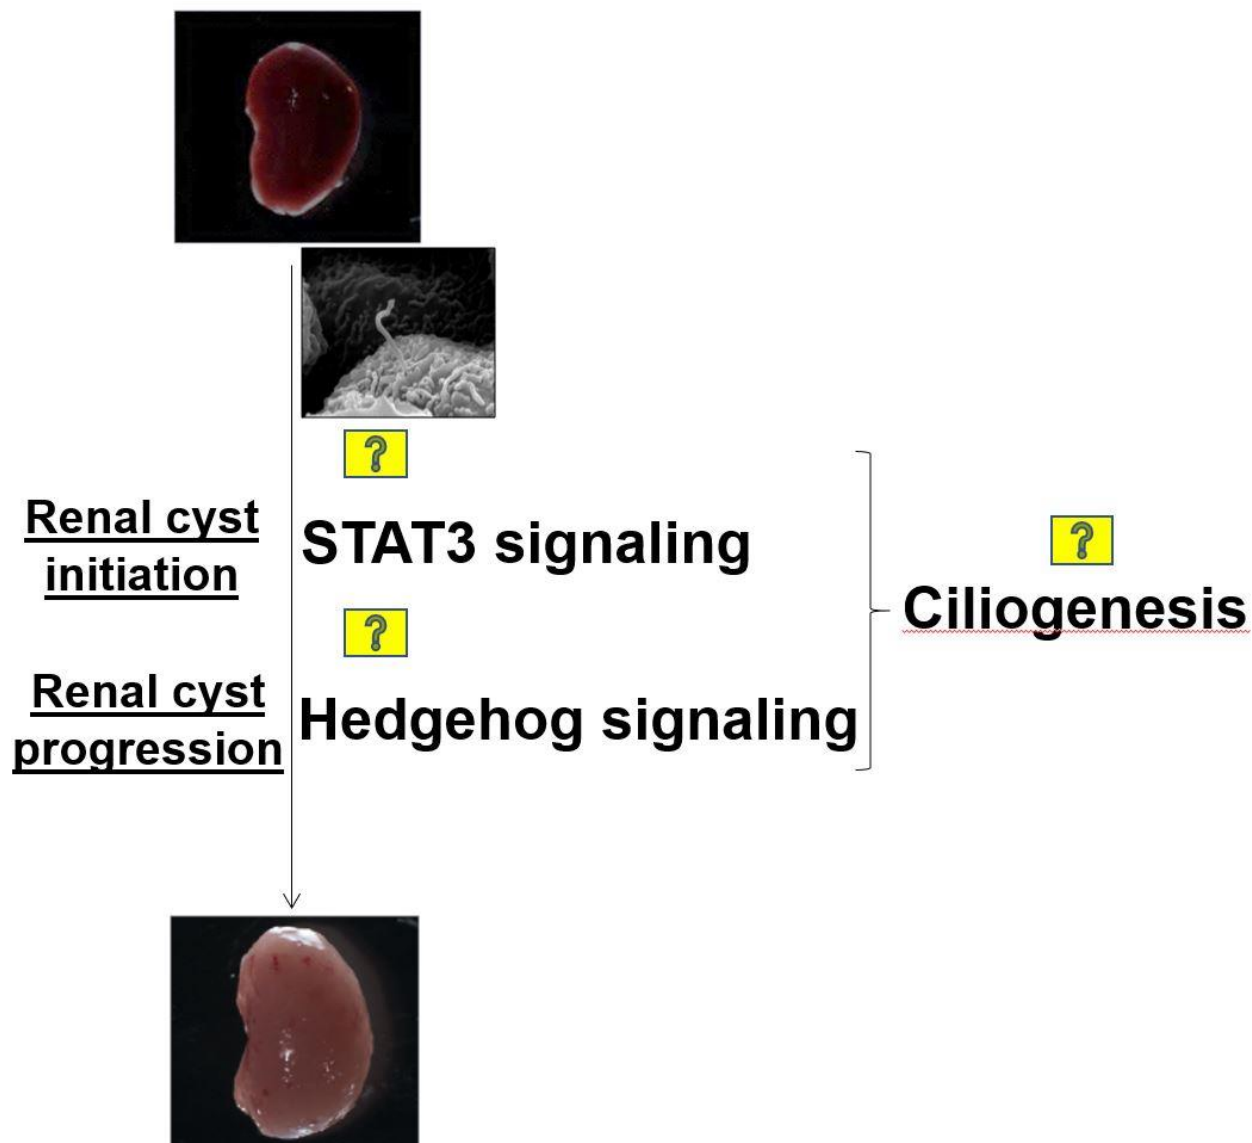 ?
Renal cyst
initiation
STAT3 signaling
?
Ciliogenesis
?
Renal cyst
progression
Hedgehog signaling